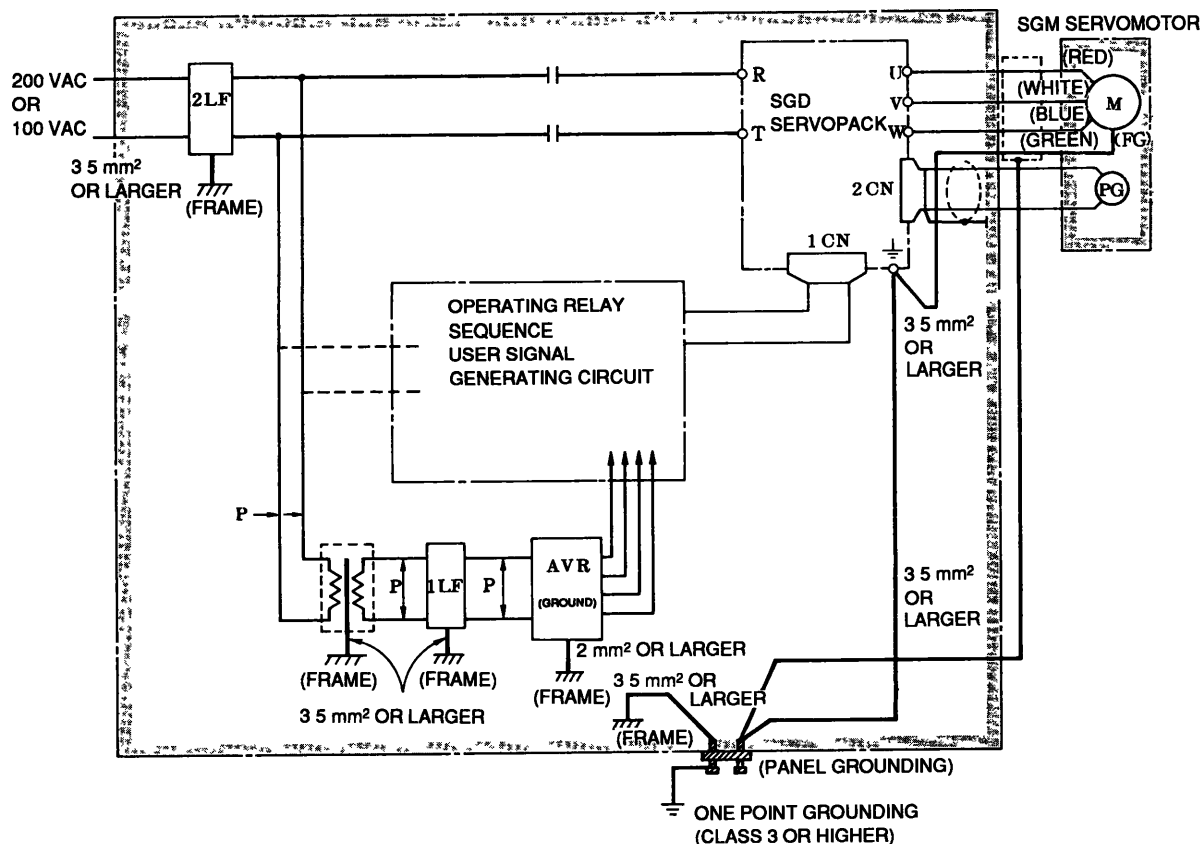 SGM SERVOMOTOR
200 VAC
OR
100 VAC
3 5 mm²
OR LARGER
2LF
(FRAME)
R
T
SGD
SERVOPACK
U
V
W
(RED)
(WHITE)
(BLUE)
(GREEN)
M
(FG)
2 CN
PG
1 CN
3 5 mm²
OR
LARGER
OPERATING RELAY
SEQUENCE
USER SIGNAL
GENERATING CIRCUIT
P
P
1LF
P
AVR
(GROUND)
3 5 mm²
OR
LARGER
(FRAME)
(FRAME)
3 5 mm² OR LARGER
2 mm² OR LARGER
(FRAME)
3 5 mm² OR
LARGER
(FRAME)
(PANEL GROUNDING)
ONE POINT GROUNDING
(CLASS 3 OR HIGHER)